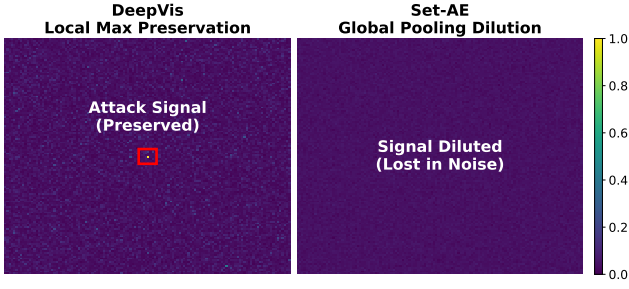 DeepVis
Local Max Preservation
Attack Signal
(Preserved)
Set-AE
Global Pooling Dilution
Signal Diluted
(Lost in Noise)
1.0
0.8
0.6
0.4
0.2
0.0